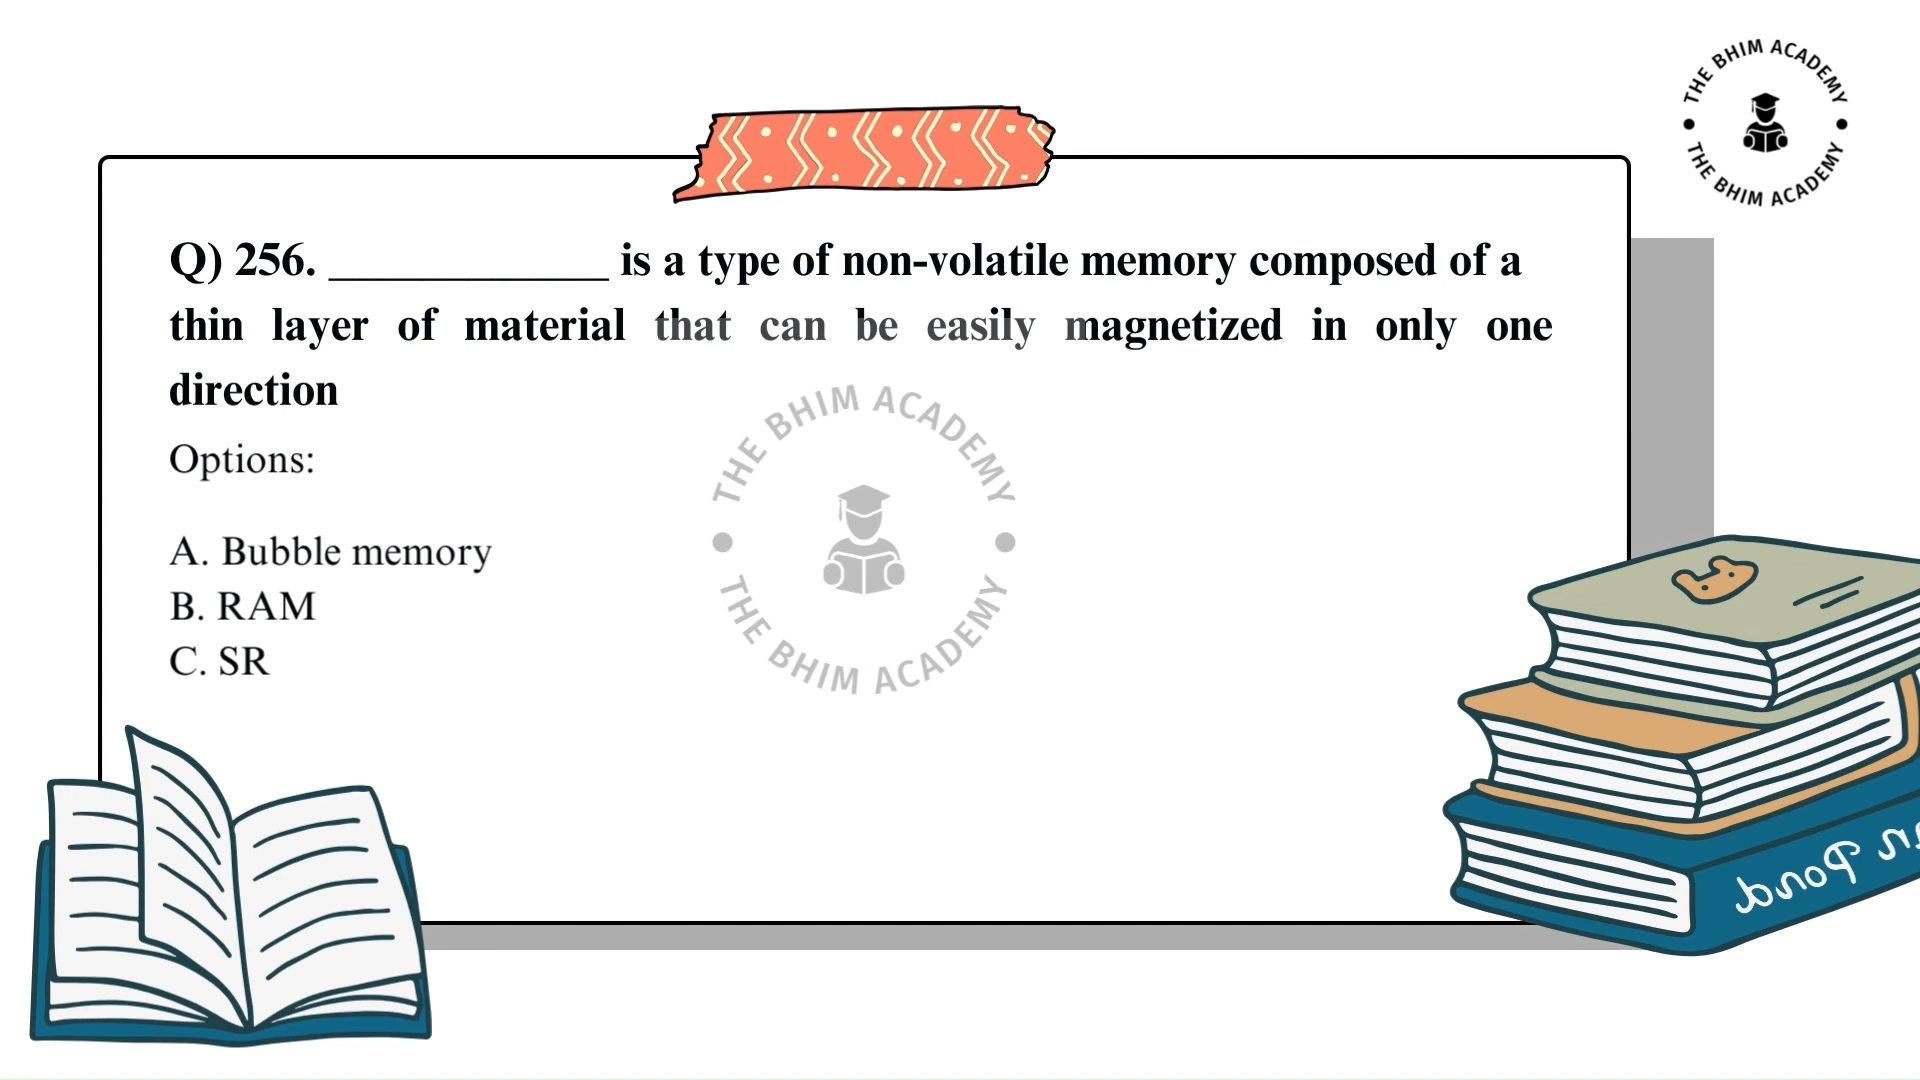 THE BHIM ACADEMY
THE BHIM ACADEMY
Q) 256. ____________ is a type of non-volatile memory composed of a
thin layer of material that can be easily magnetized in only one
direction
Options:
THE BHIM ACADEMY
THE BHIM ACADEMY
A. Bubble memory
B. RAM
C. SR